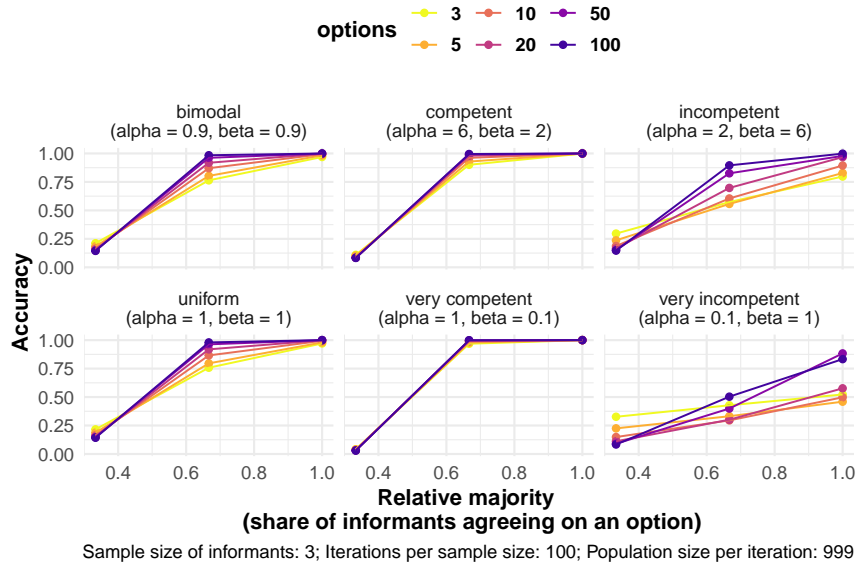 options
3 10 50
5 20 100
bimodal
(alpha = 0.9, beta = 0.9)
competent
(alpha = 6, beta = 2)
incompetent
(alpha = 2, beta = 6)
1.00
0.75
0.50
0.25
0.00
uniform
(alpha = 1, beta = 1)
very competent
(alpha = 1, beta = 0.1)
very incompetent
(alpha = 0.1, beta = 1)
1.00
0.75
0.50
0.25
0.00
Accuracy
0.4 0.6 0.8 1.0
0.4 0.6 0.8 1.0
0.4 0.6 0.8 1.0
Relative majority
(share of informants agreeing on an option)
Sample size of informants: 3; Iterations per sample size: 100; Population size per iteration: 999